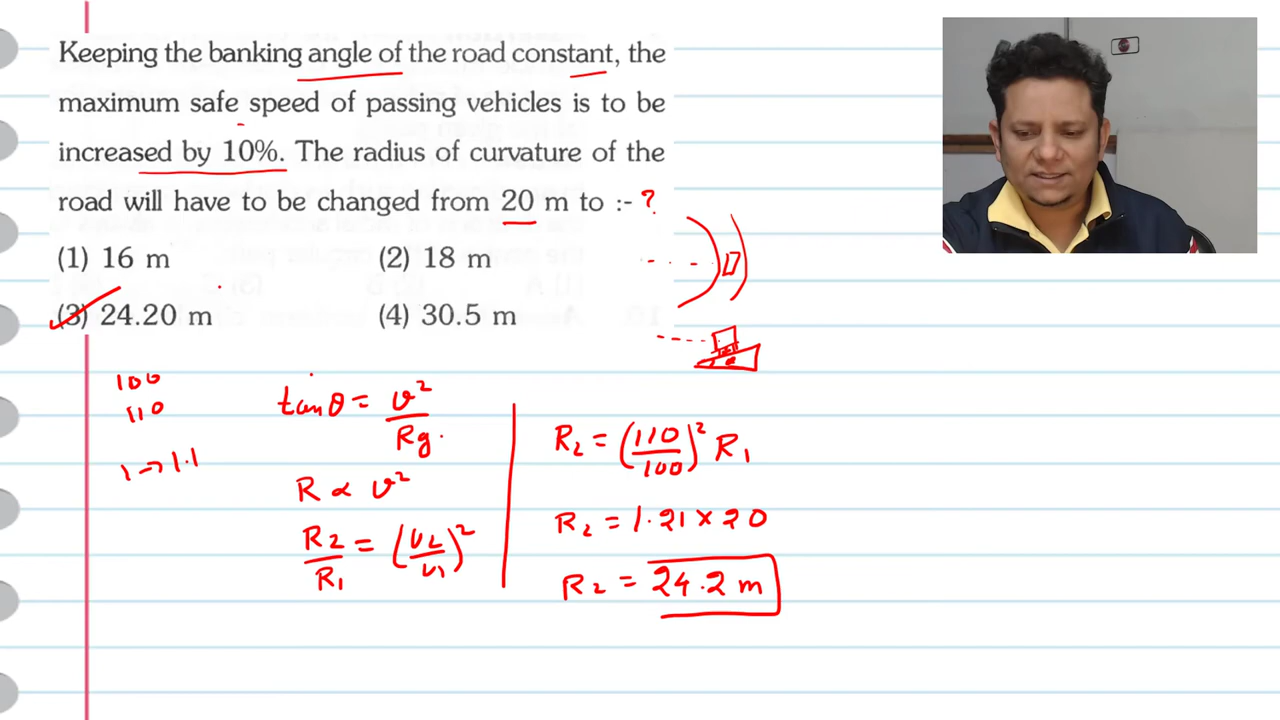 Keeping the banking angle of the road constant, the
maximum safe speed of passing vehicles is to be
increased by 10%. The radius of curvature of the
road will have to be changed from 20 m to :- ?
(1) 16 m (2) 18 m
(3) 24.20 m (4) 30.5 m
100
110
1 → 1.1
tanθ = v² / Rg
R ∝ v²
R₂/R₁ = (v₂/v₁)²
R₂ = (110/100)² R₁
R₂ = 1.21 × 20
R₂ = 24.2 m